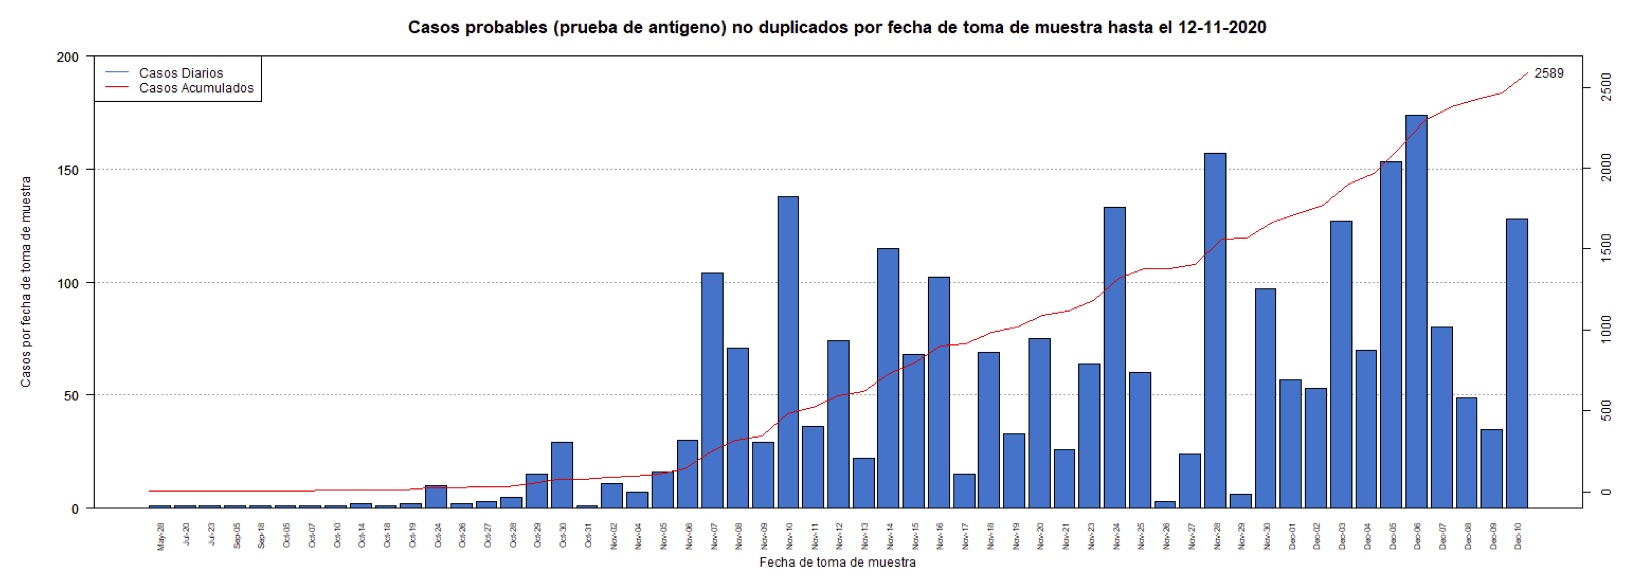 Casos probables (prueba de antígeno) no duplicados por fecha de toma de muestra hasta el 12-11-2020
Casos Diarios
Casos Acumulados
2589
Casos por fecha de toma de muestra
200
150
100
50
0
2500
2000
1500
1000
500
0
May-28
Jul-20
Jul-23
Sep-05
Sep-18
Oct-05
Oct-07
Oct-10
Oct-14
Oct-18
Oct-19
Oct-24
Oct-26
Oct-27
Oct-28
Oct-29
Oct-30
Oct-31
Nov-02
Nov-04
Nov-05
Nov-06
Nov-07
Nov-08
Nov-09
Nov-10
Nov-11
Nov-12
Nov-13
Nov-14
Nov-15
Nov-16
Nov-17
Nov-18
Nov-19
Nov-20
Nov-21
Nov-23
Nov-24
Nov-25
Nov-26
Nov-27
Nov-28
Nov-29
Nov-30
Dec-01
Dec-02
Dec-03
Dec-04
Dec-05
Dec-06
Dec-07
Dec-08
Dec-09
Dec-10
Fecha de toma de muestra